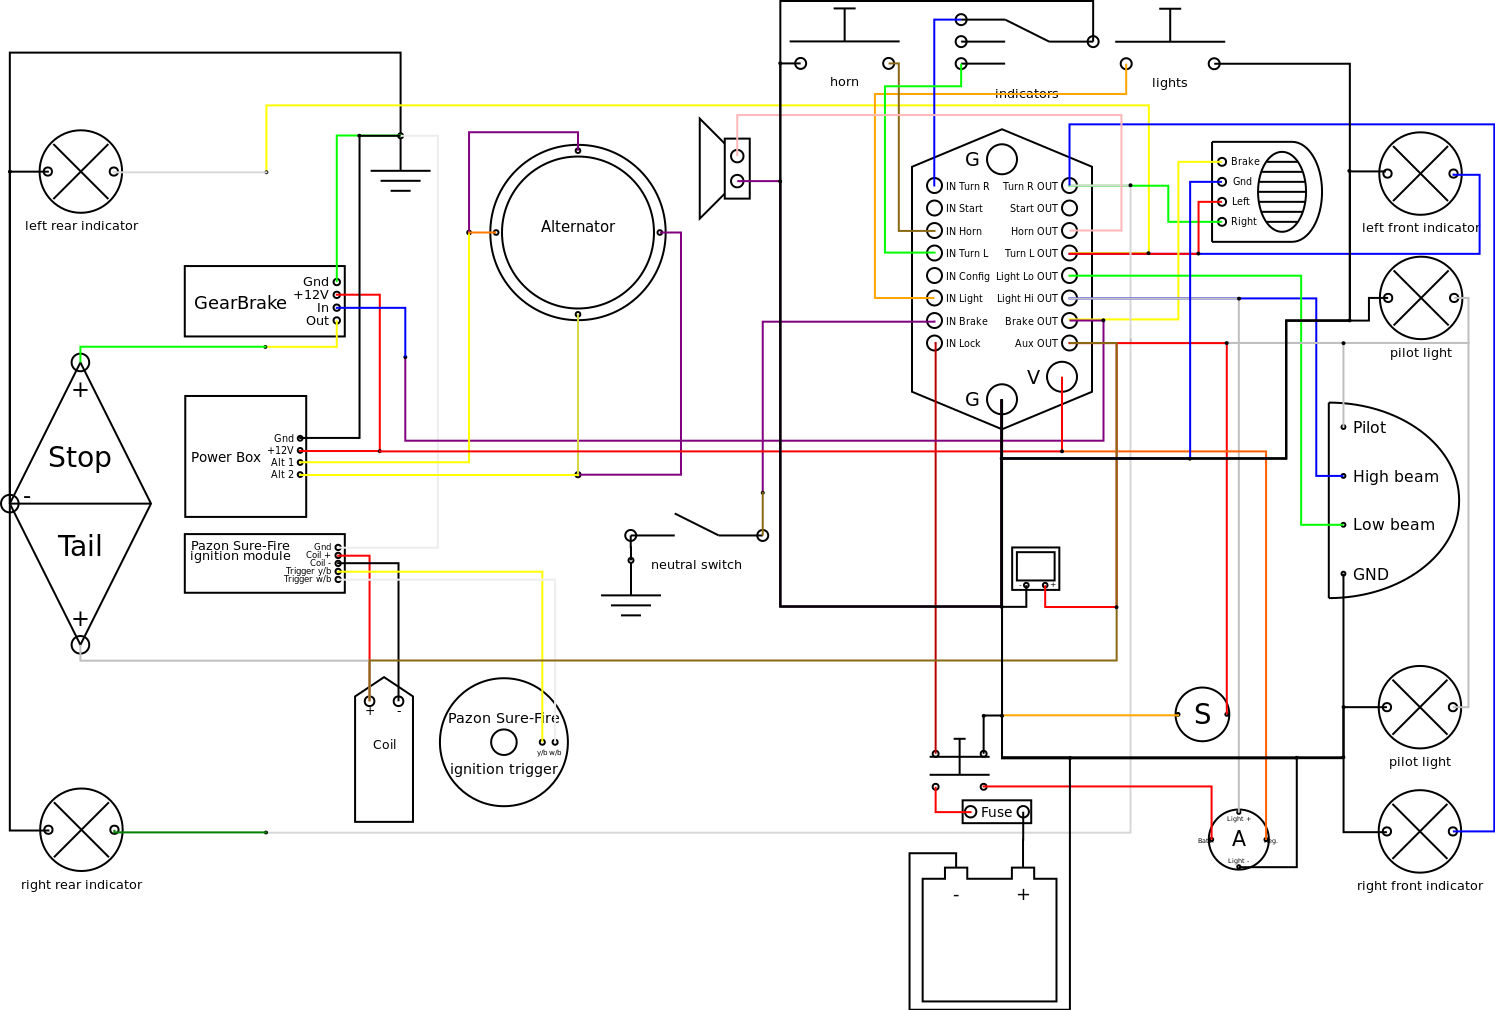 horn
indicators
lights
left rear indicator
GearBrake
Gnd
+12V
In
Out
Alternator
G
IN Turn R
IN Start
IN Horn
IN Turn L
IN Config
IN Light
IN Brake
IN Lock
Turn R OUT
Start OUT
Horn OUT
Turn L OUT
Light Lo OUT
Light Hi OUT
Brake OUT
Aux OUT
V
G
Brake
Gnd
Left
Right
left front indicator
pilot light
+
Stop
-
Tail
+
Power Box
Gnd
+12V
Alt 1
Alt 2
Pazon Sure-Fire
ignition module
Gnd
Coil +
Coil -
Trigger y/b
Trigger w/b
neutral switch
- +
Pilot
High beam
Low beam
GND
+ -
Coil
Pazon Sure-Fire
y/b w/b
ignition trigger
S
pilot light
Fuse
- +
Light +
A
Light -
right rear indicator
right front indicator